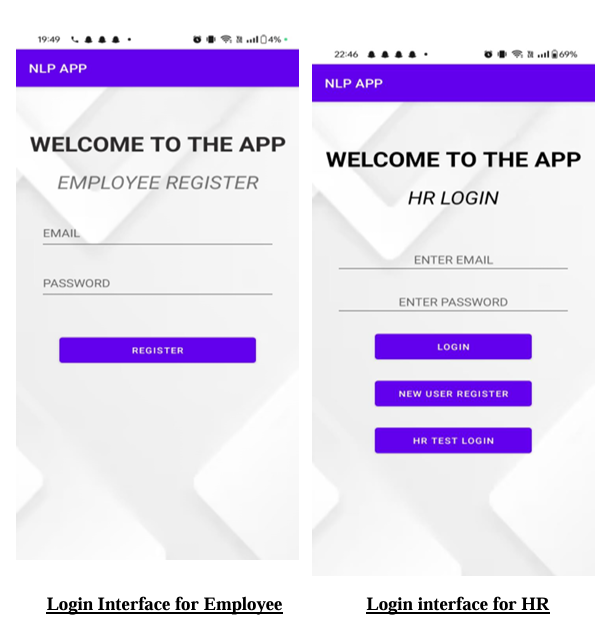 19:49
4%
NLP APP
WELCOME TO THE APP
EMPLOYEE REGISTER
EMAIL
PASSWORD
REGISTER
22:46
69%
NLP APP
WELCOME TO THE APP
HR LOGIN
ENTER EMAIL
ENTER PASSWORD
LOGIN
NEW USER REGISTER
HR TEST LOGIN
Login Interface for Employee
Login interface for HR